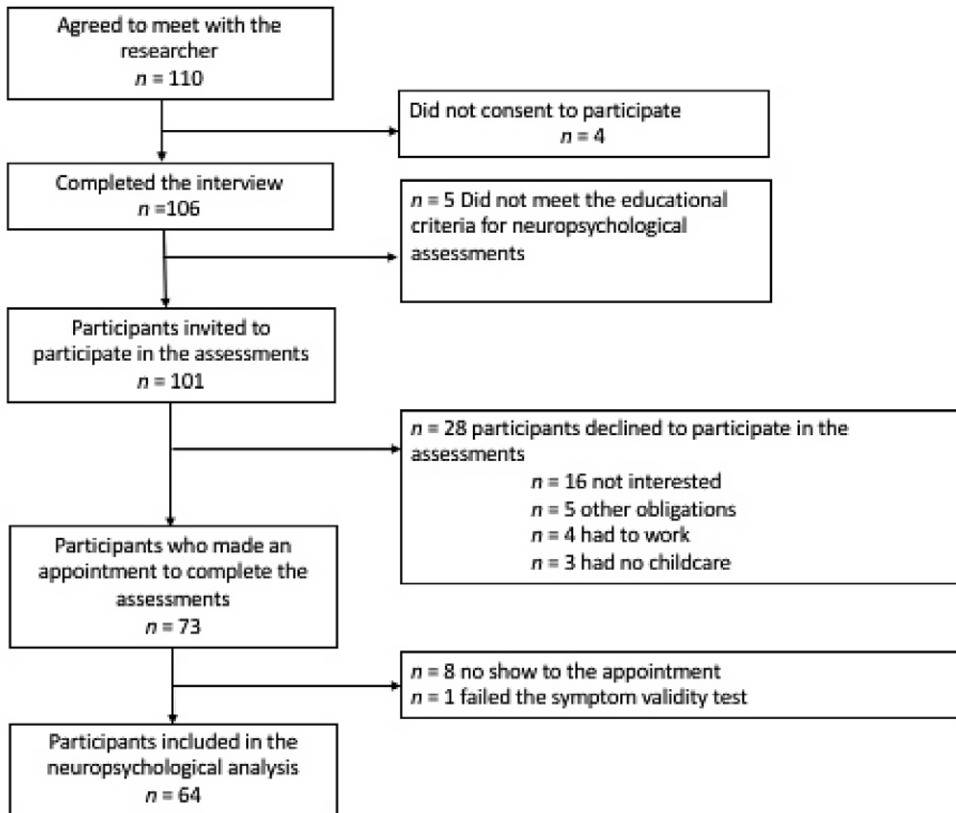 Agreed to meet with the
researcher
n = 110
Did not consent to participate
n = 4
Completed the interview
n =106
n = 5 Did not meet the educational
criteria for neuropsychological
assessments
Participants invited to
participate in the assessments
n = 101
n = 28 participants declined to participate in the
assessments
n = 16 not interested
n = 5 other obligations
n = 4 had to work
n = 3 had no childcare
Participants who made an
appointment to complete the
assessments
n = 73
n = 8 no show to the appointment
n = 1 failed the symptom validity test
Participants included in the
neuropsychological analysis
n = 64